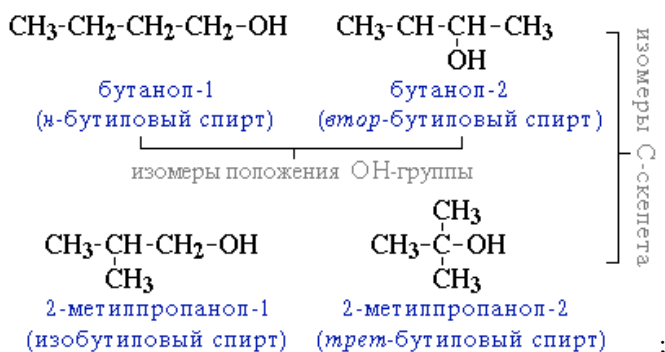 CH₃-CH₂-CH₂-CH₂-OH CH₃-CH-CH-CH₃
OH
бутанол-1 бутанол-2
(н-бутиловый спирт) (втор-бутиловый спирт)
изомеры положения OH-группы
изомеры C-скелета
CH₃
CH₃-CH-CH₂-OH CH₃-C-OH
CH₃ CH₃
2-метилпропанол-1 2-метилпропанол-2
(изобутиловый спирт) (трет-бутиловый спирт) ;